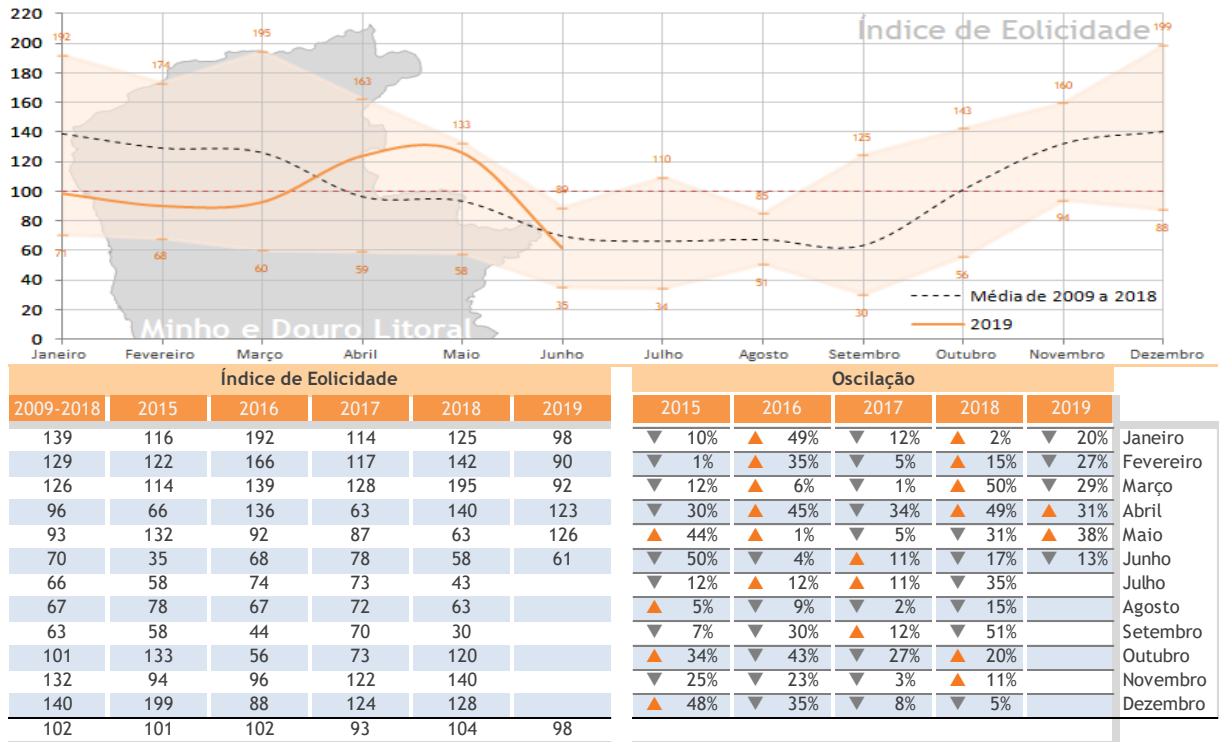 220
Índice de Eolicidade
200
192
195
199
180
174
163
160
160
140
133
143
120
125
110
100
89
85
80
71
68
60
60
59
58
94
88
56
51
40
35
34
30
20
Média de 2009 a 2018
2019
Minho e Douro Litoral
0
Janeiro Fevereiro Março Abril Maio Junho Julho Agosto Setembro Outubro Novembro Dezembro
Índice de Eolicidade Oscilação
2009-2018 2015 2016 2017 2018 2019 2015 2016 2017 2018 2019
139 116 192 114 125 98 ▼ 10% ▲ 49% ▼ 12% ▲ 2% ▼ 20% Janeiro
129 122 166 117 142 90 ▼ 1% ▲ 35% ▼ 5% ▲ 15% ▼ 27% Fevereiro
126 114 139 128 195 92 ▼ 12% ▲ 6% ▼ 1% ▲ 50% ▼ 29% Março
96 66 136 63 140 123 ▼ 30% ▲ 45% ▼ 34% ▲ 49% ▲ 31% Abril
93 132 92 87 63 126 ▲ 44% ▲ 1% ▼ 5% ▼ 31% ▲ 38% Maio
70 35 68 78 58 61 ▼ 50% ▼ 4% ▲ 11% ▼ 17% ▼ 13% Junho
66 58 74 73 43 ▼ 12% ▲ 12% ▲ 11% ▼ 35% Julho
67 78 67 72 63 ▲ 5% ▼ 9% ▼ 2% ▼ 15% Agosto
63 58 44 70 30 ▼ 7% ▼ 30% ▲ 12% ▼ 51% Setembro
101 133 56 73 120 ▲ 34% ▼ 43% ▼ 27% ▲ 20% Outubro
132 94 96 122 140 ▼ 25% ▼ 23% ▼ 3% ▲ 11% Novembro
140 199 88 124 128 ▲ 48% ▼ 35% ▼ 8% ▼ 5% Dezembro
102 101 102 93 104 98